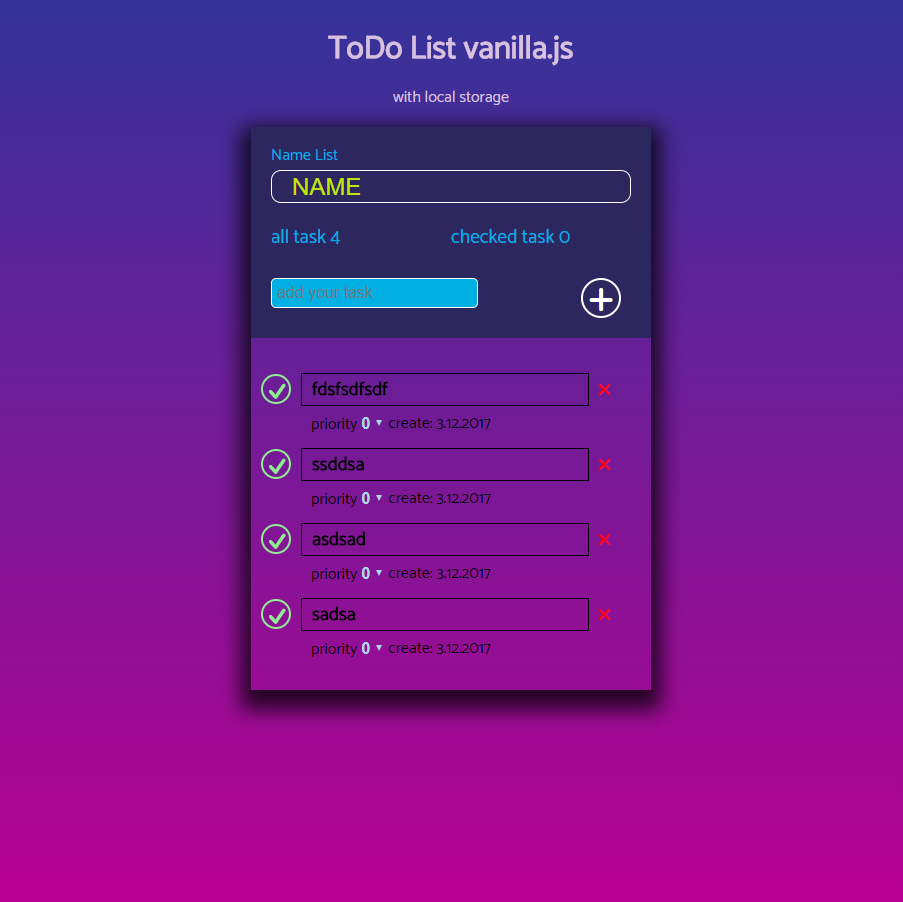 ToDo List vanilla.js
with local storage
Name List
NAME
all task 4 checked task 0
add your task
fdsfsdfsdf
priority 0 create: 3.12.2017
ssddsa
priority 0 create: 3.12.2017
asdsad
priority 0 create: 3.12.2017
sadsa
priority 0 create: 3.12.2017